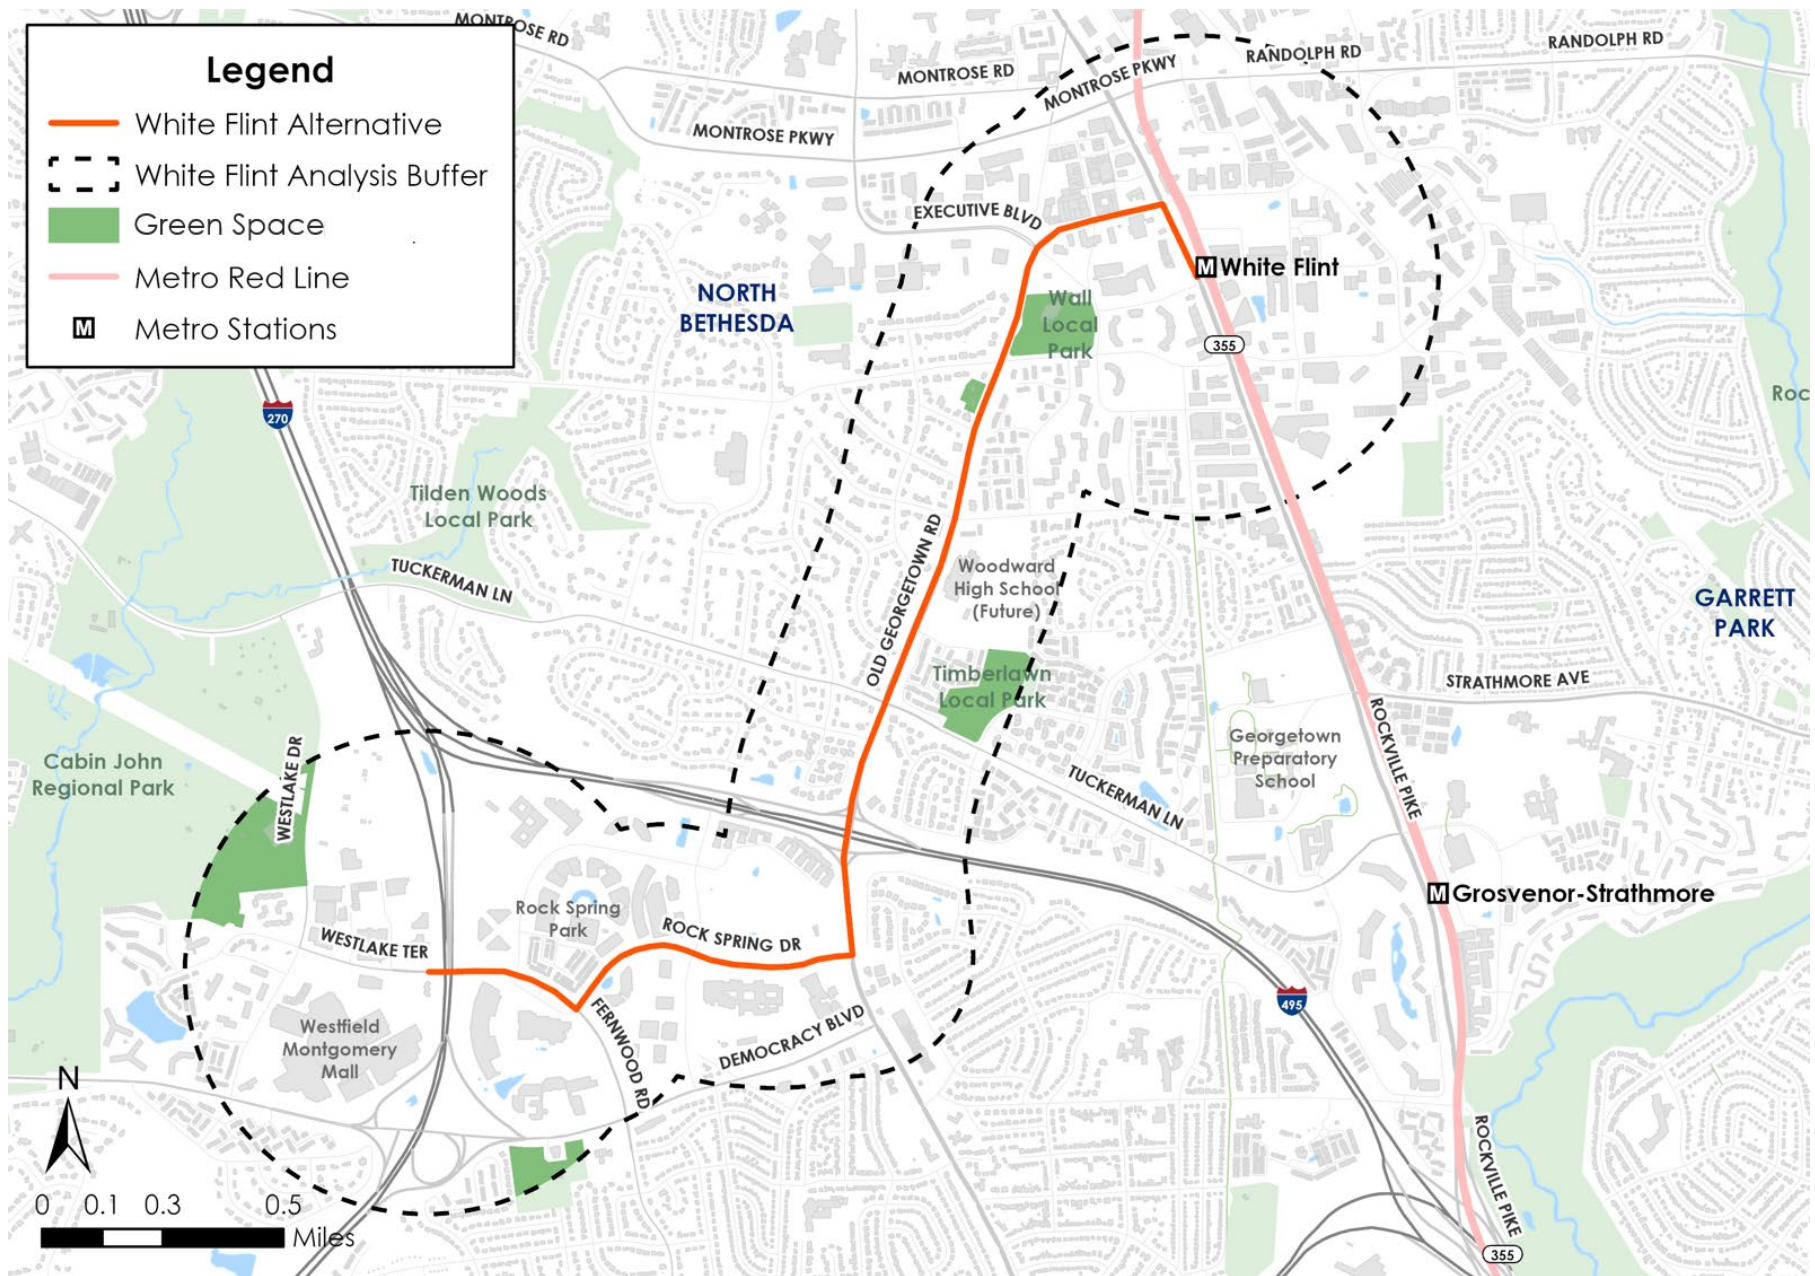 Legend
White Flint Alternative
White Flint Analysis Buffer
Green Space
Metro Red Line
M Metro Stations
MONTROSE RD
MONTROSE RD
MONTROSE PKWY
MONTROSE PKWY
RANDOLPH RD
RANDOLPH RD
EXECUTIVE BLVD
M White Flint
NORTH
BETHESDA
Wall
Local
Park
355
270
Roc
Tilden Woods
Local Park
TUCKERMAN LN
OLD GEORGETOWN RD
Woodward
High School
(Future)
GARRETT
PARK
Timberlawn
Local Park
STRATHMORE AVE
Cabin John
Regional Park
WESTLAKE DR
Georgetown
Preparatory
School
ROCKVILLE PIKE
TUCKERMAN LN
M Grosvenor-Strathmore
Rock Spring
Park
ROCK SPRING DR
WESTLAKE TER
495
Westfield
Montgomery
Mall
FERNWOOD RD
DEMOCRACY BLVD
N
ROCKVILLE PIKE
0 0.1 0.3 0.5
Miles
355